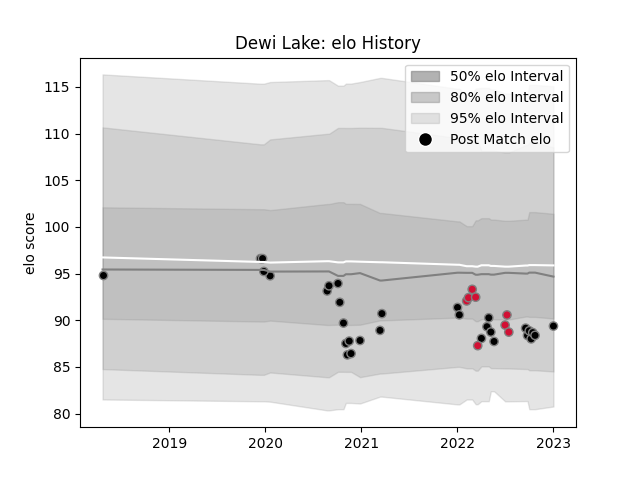 Dewi Lake: elo History
elo score
115
110
105
100
95
90
85
80
50% elo Interval
80% elo Interval
95% elo Interval
Post Match elo
2019 2020 2021 2022 2023